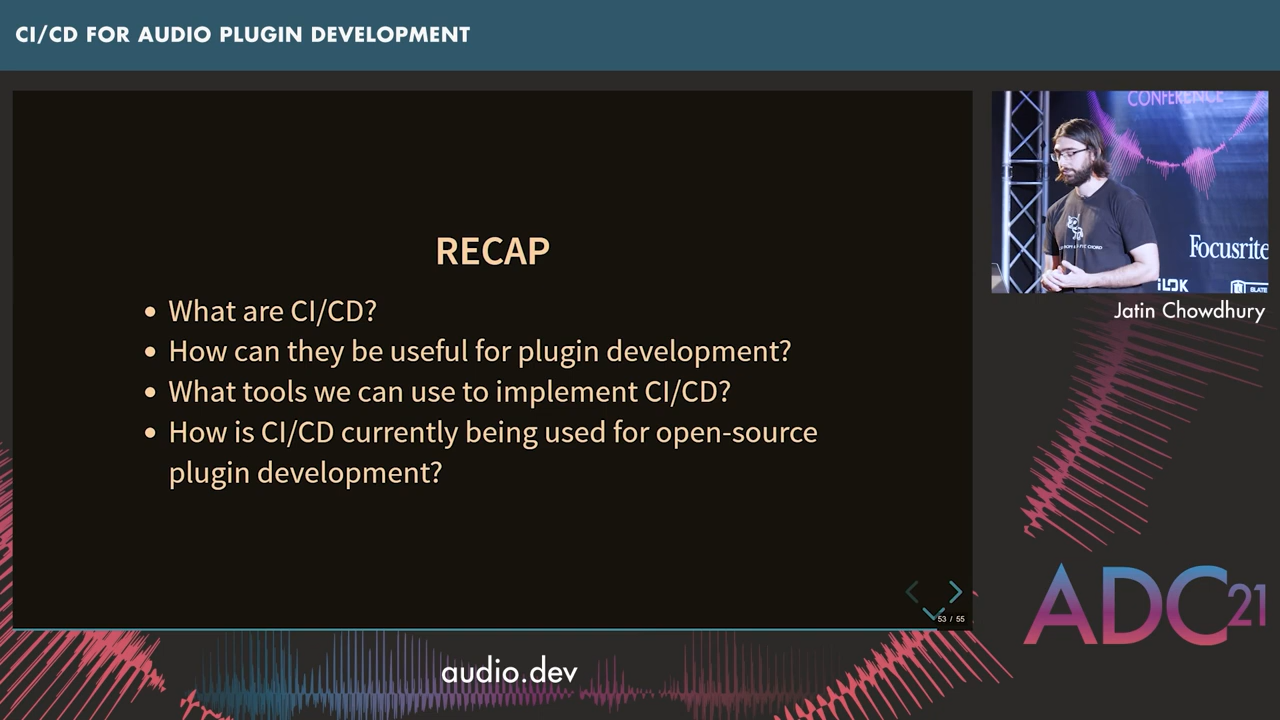 CI/CD FOR AUDIO PLUGIN DEVELOPMENT
RECAP
What are CI/CD?
How can they be useful for plugin development?
What tools we can use to implement CI/CD?
How is CI/CD currently being used for open-source
plugin development?
53 / 55
CONFERENCE
Focusrite
iLOK
SLATE
Jatin Chowdhury
ADC21
audio.dev